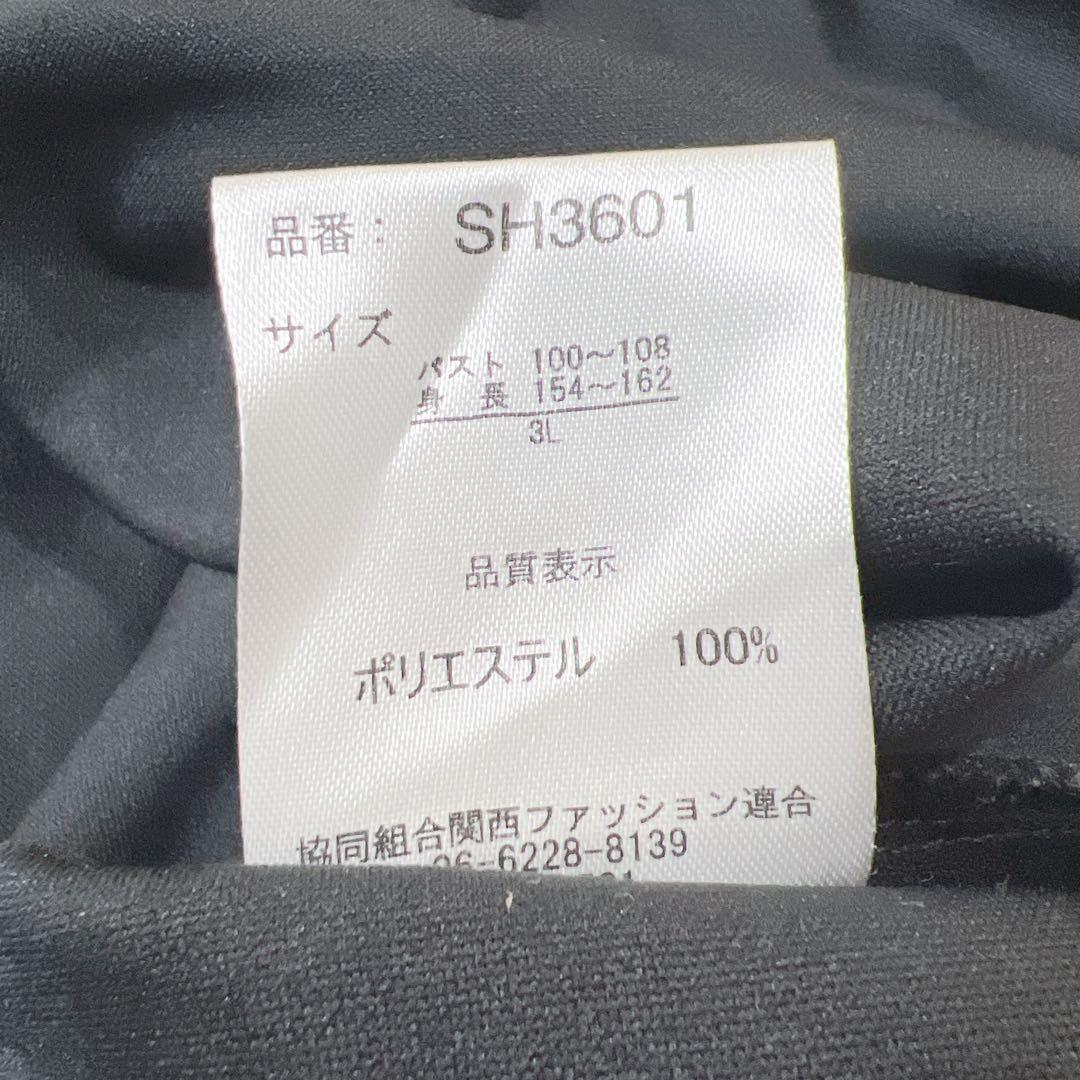 品番： SH3601
サイズ
バスト 100～108
身 長 154～162
3L
品質表示
ポリエステル 100%
協同組合関西ファッション連合
06-6228-8139